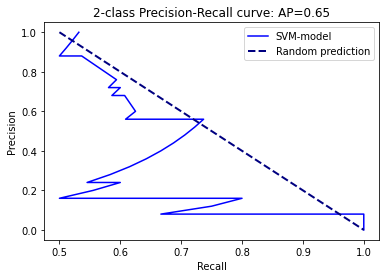 2-class Precision-Recall curve: AP=0.65
SVM-model
Random prediction
Precision
1.0
0.8
0.6
0.4
0.2
0.0
0.5 0.6 0.7 0.8 0.9 1.0
Recall